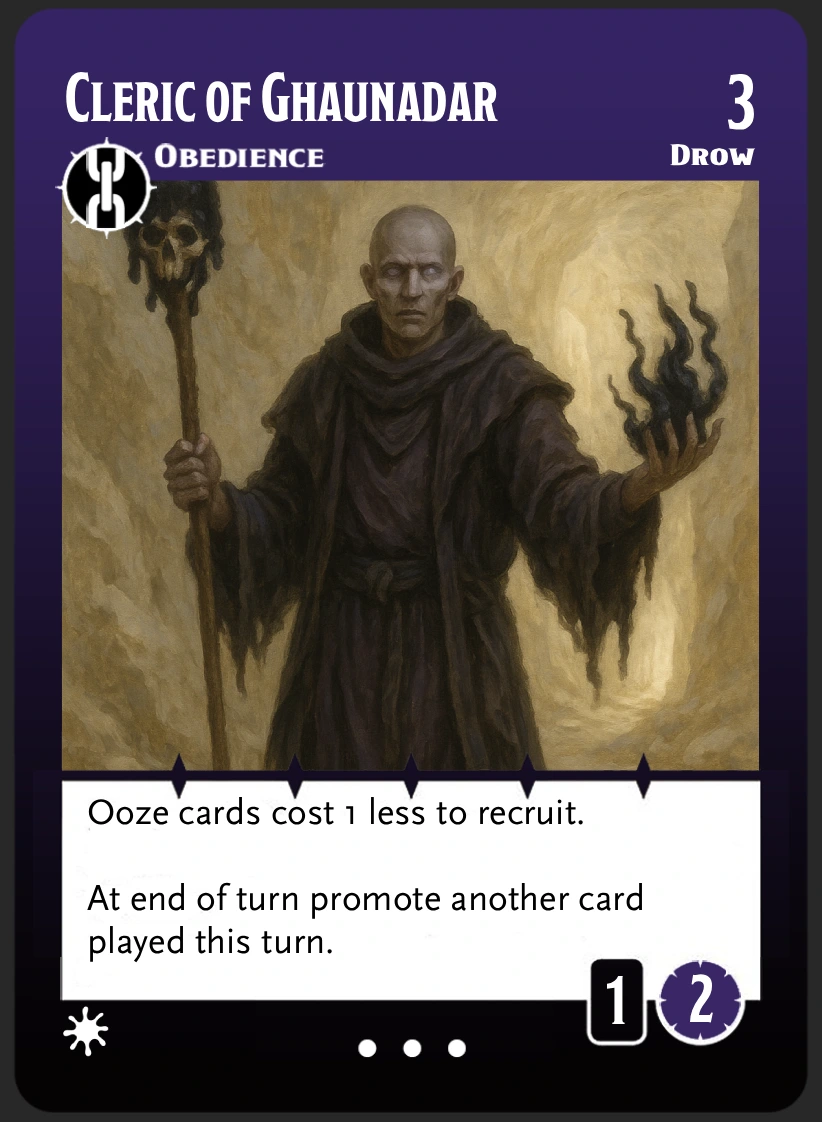 Cleric of Ghaunadar 3
Obedience Drow
Ooze cards cost 1 less to recruit.
At end of turn promote another card
played this turn.
1 2